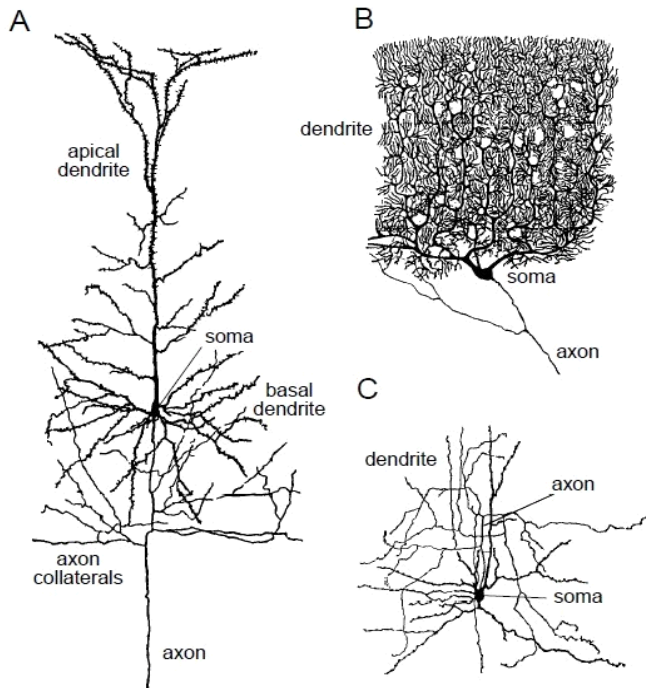 A
apical
dendrite
soma
basal
dendrite
axon
collaterals
axon
B
dendrite
soma
axon
C
dendrite
axon
soma